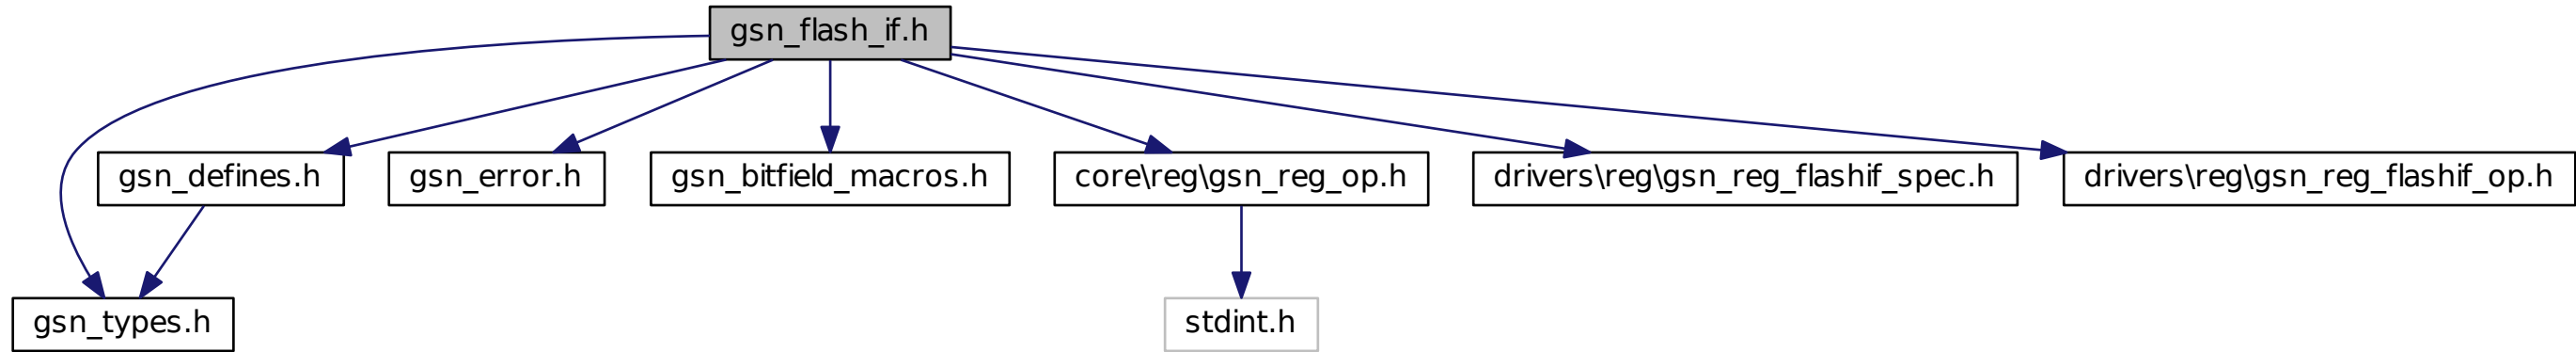 gsn_flash_if.h
gsn_defines.h
gsn_error.h
gsn_bitfield_macros.h
core\reg\gsn_reg_op.h
drivers\reg\gsn_reg_flashif_spec.h
drivers\reg\gsn_reg_flashif_op.h
gsn_types.h
stdint.h